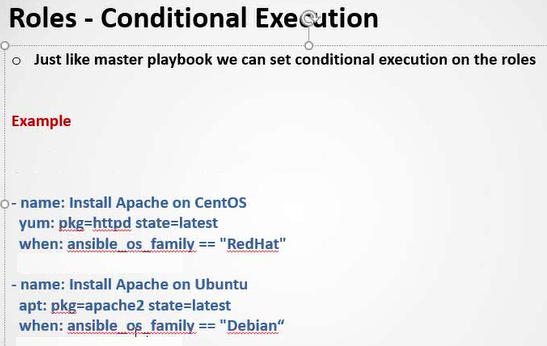 Roles - Conditional Execution
o Just like master playbook we can set conditional execution on the roles
Example
- name: Install Apache on CentOS
yum: pkg=httpd state=latest
when: ansible_os_family == "RedHat"
- name: Install Apache on Ubuntu
apt: pkg=apache2 state=latest
when: ansible_os_family == "Debian“